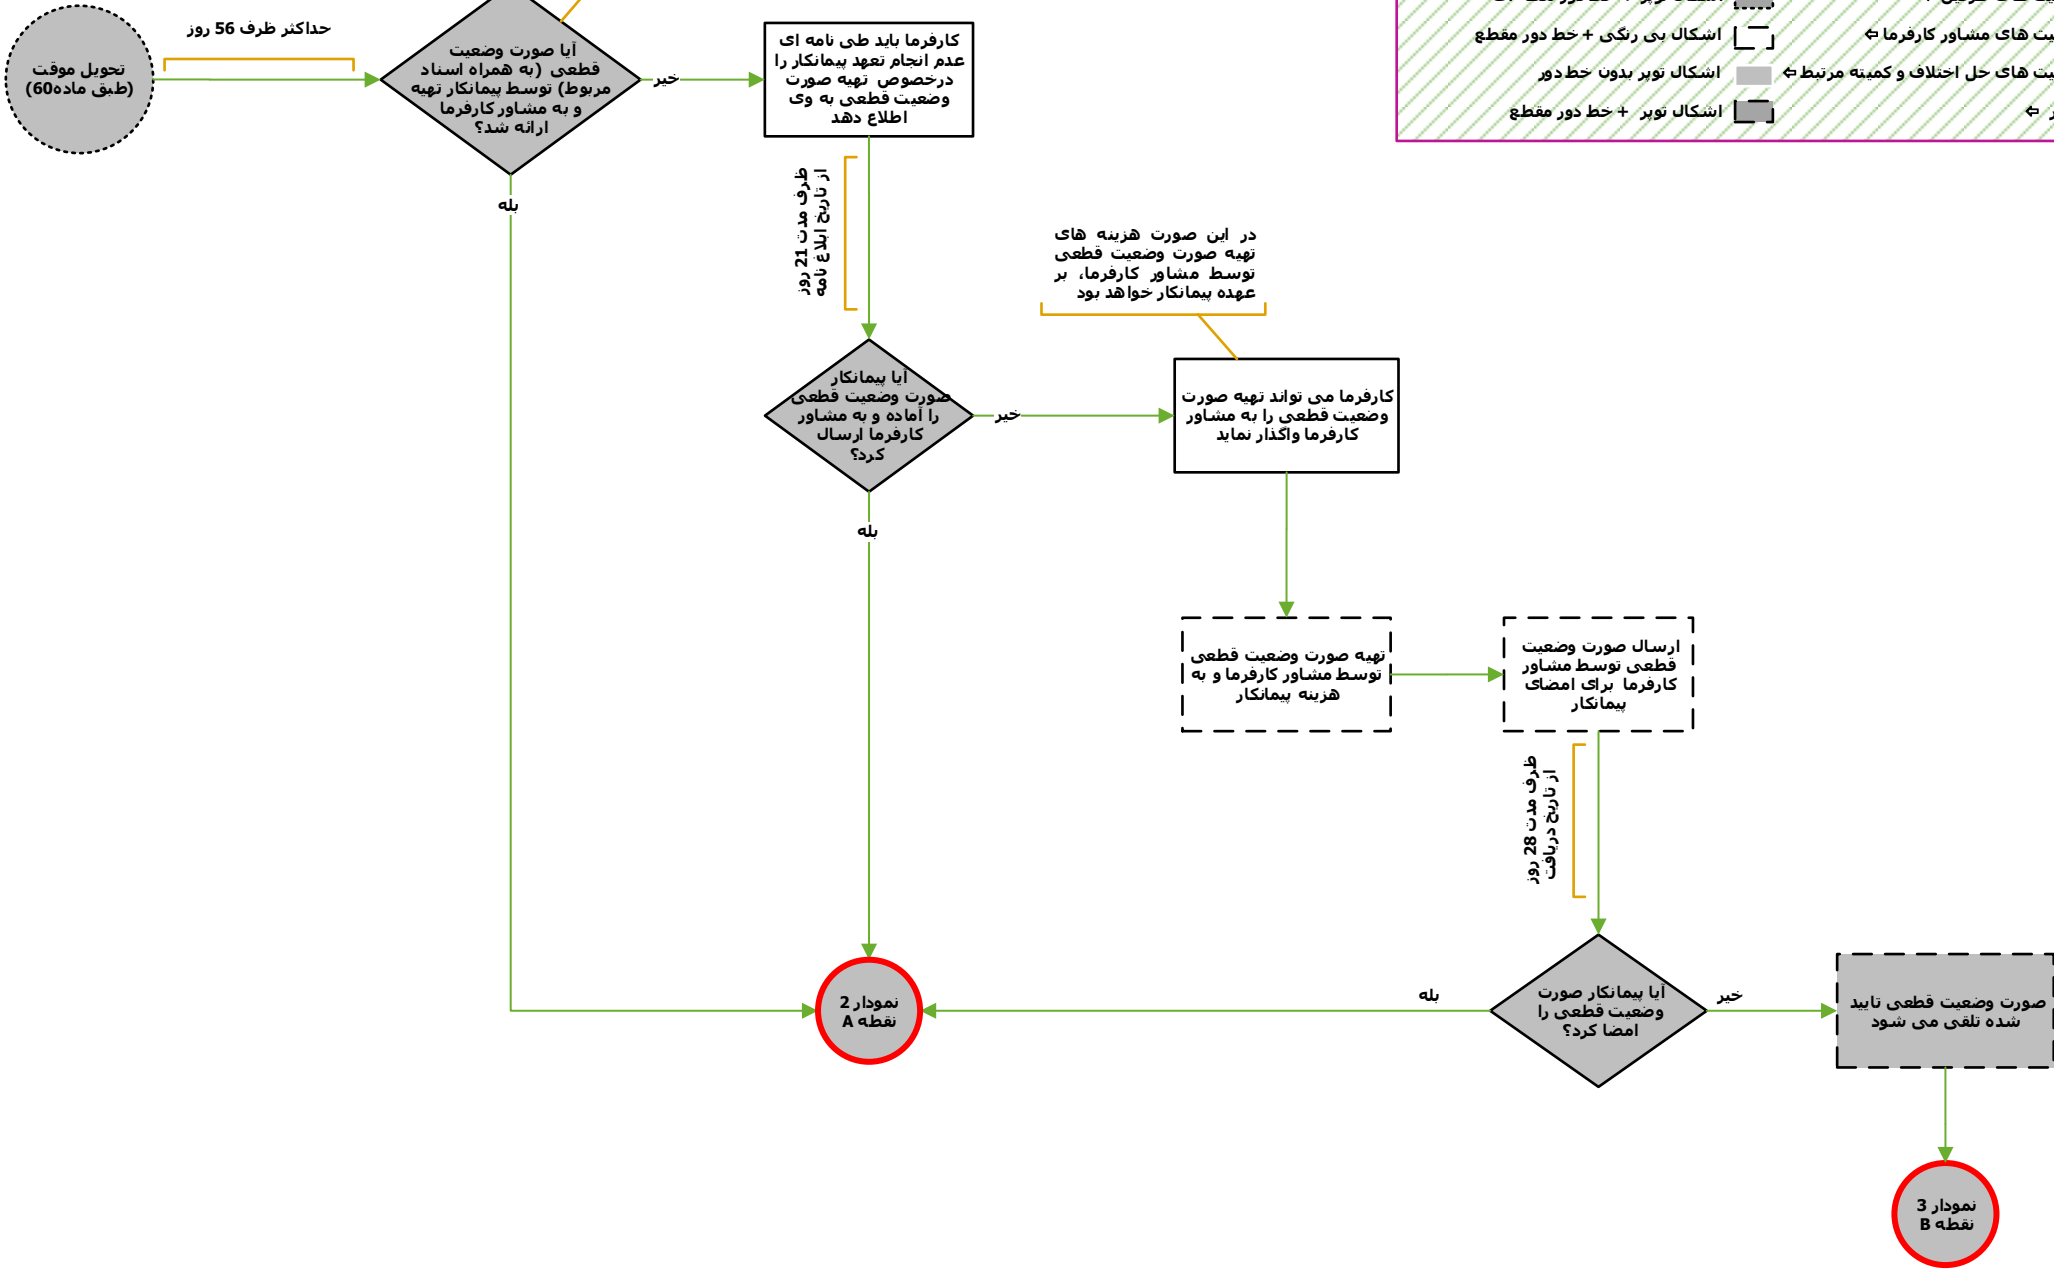 تحویل موقت
(طبق ماده60)
حداکثر ظرف 56 روز
آیا صورت وضعیت
قطعی (به همراه اسناد
مربوط) توسط پیمانکار تهیه
و به مشاور کارفرما
ارائه شد؟
خیر
بله
کارفرما باید طی نامه ای
عدم انجام تعهد پیمانکار را
درخصوص تهیه صورت
وضعیت قطعی به وی
اطلاع دهد
های مشاور کارفرما ⇦
اشکال بی رنگی + خط دور مقطع
های حل اختلاف و کمیته مرتبط ⇦
اشکال توپر بدون خط دور
⇦
اشکال توپر + خط دور مقطع
ظرف مدت 21 روز
از تاریخ ابلاغ نامه
در این صورت هزینه های
تهیه صورت وضعیت قطعی
توسط مشاور کارفرما، بر
عهده پیمانکار خواهد بود
آیا پیمانکار
صورت وضعیت قطعی
را آماده و به مشاور
کارفرما ارسال
کرد؟
خیر
بله
کارفرما می تواند تهیه صورت
وضعیت قطعی را به مشاور
کارفرما واگذار نماید
تهیه صورت وضعیت قطعی
توسط مشاور کارفرما و به
هزینه پیمانکار
ارسال صورت وضعیت
قطعی توسط مشاور
کارفرما برای امضای
پیمانکار
ظرف مدت 28 روز
از تاریخ دریافت
آیا پیمانکار صورت
وضعیت قطعی را
امضا کرد؟
بله
خیر
نمودار 2
نقطه A
صورت وضعیت قطعی تایید
شده تلقی می شود
نمودار 3
نقطه B